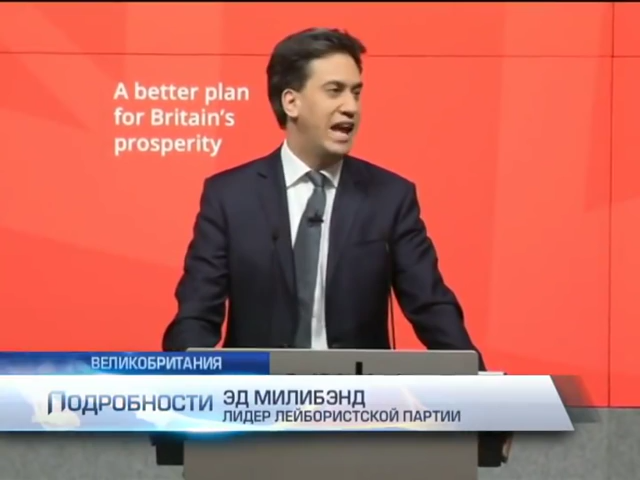 A better plan
for Britain's
prosperity
ВЕЛИКОБРИТАНИЯ
ПОДРОБНОСТИ
ЭД МИЛИБЭНД
ЛИДЕР ЛЕЙБОРИСТСКОЙ ПАРТИИ